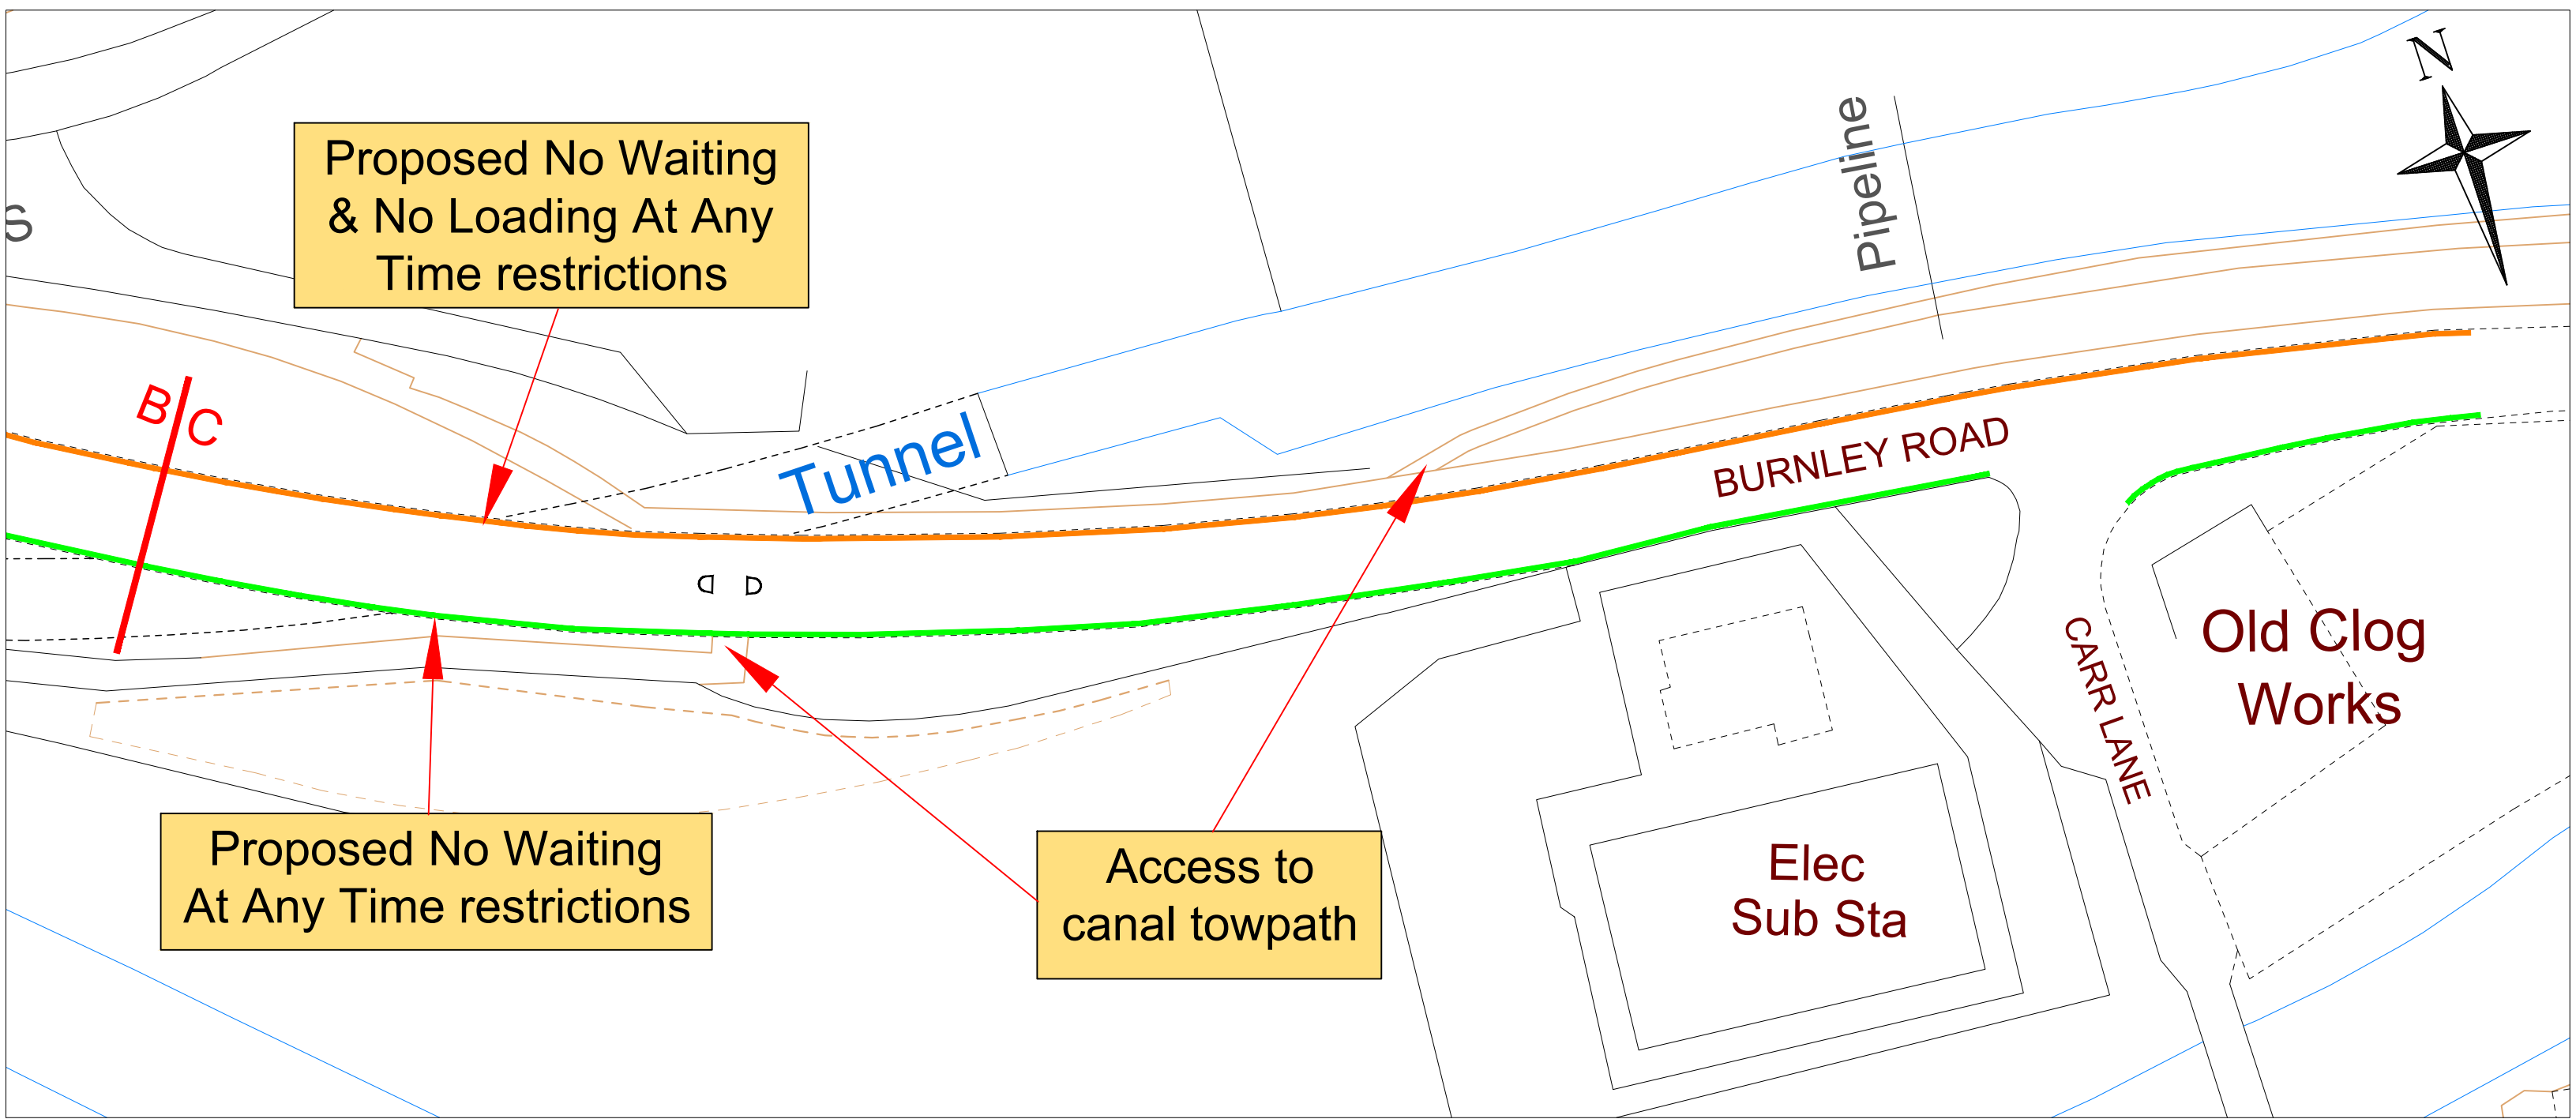 N
Proposed No Waiting
& No Loading At Any
Time restrictions
S
Pipeline
B
C
Tunnel
BURNLEY ROAD
CARR LANE
Old Clog
Works
Proposed No Waiting
At Any Time restrictions
Access to
canal towpath
Elec
Sub Sta